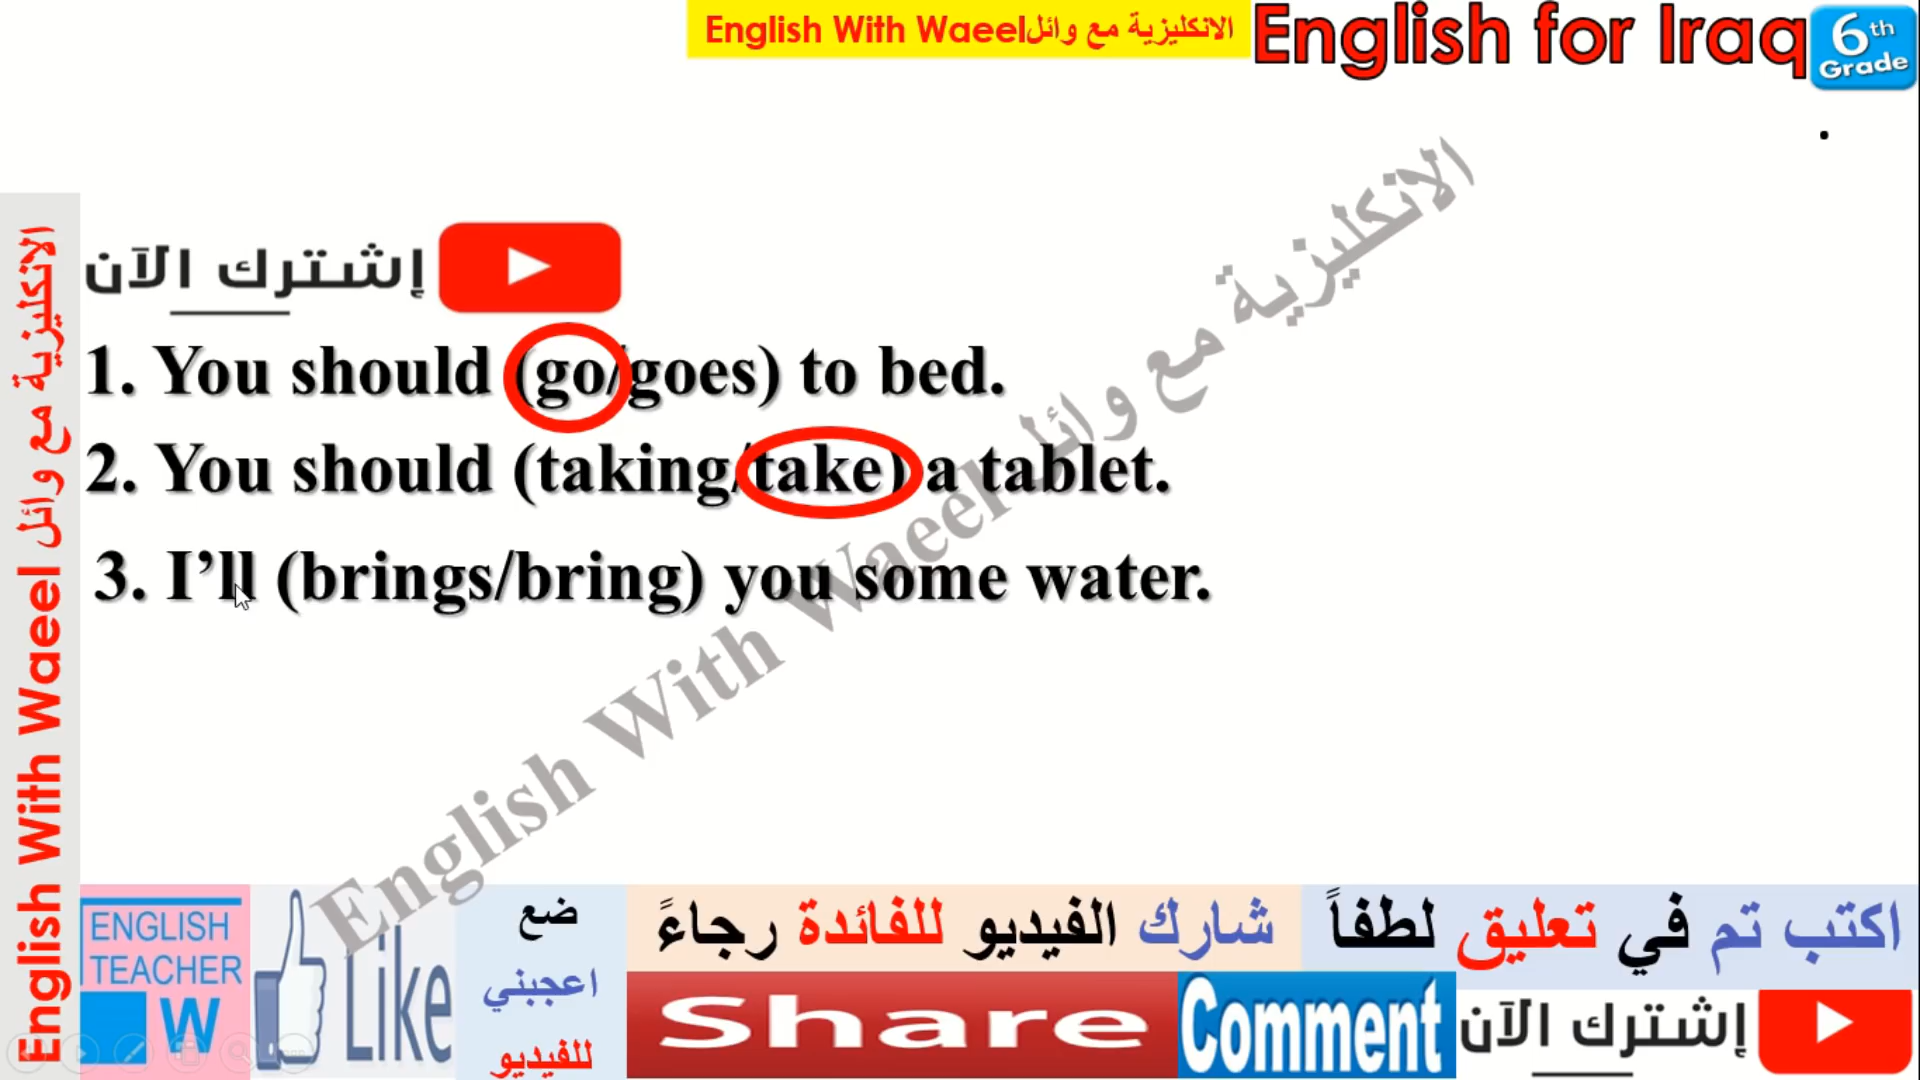 English With Waeelالانكليزية مع وائل
English for Iraq
6th
Grade
إشترك الآن
1. You should (go/goes) to bed.
2. You should (taking/take) a tablet.
3. I’ll (brings/bring) you some water.
English With Waeel الانكليزية مع وائل
English With Waeel الانكليزية مع وائل
ENGLISH
TEACHER
W
Like
ضع
اعجبني
للفيديو
شارك الفيديو للفائدة رجاءً
Share
اكتب تم في تعليق لطفاً
Comment
إشترك الآن